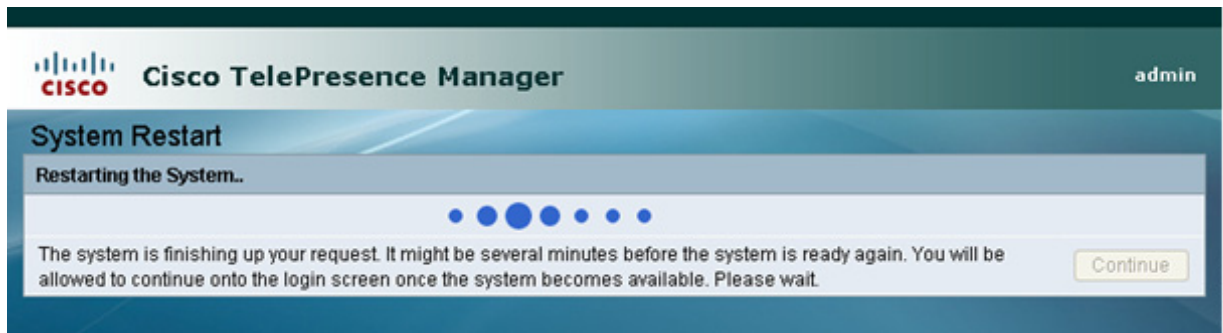 CISCO
Cisco TelePresence Manager
admin
System Restart
Restarting the System..
The system is finishing up your request. It might be several minutes before the system is ready again. You will be
allowed to continue onto the login screen once the system becomes available. Please wait.
Continue